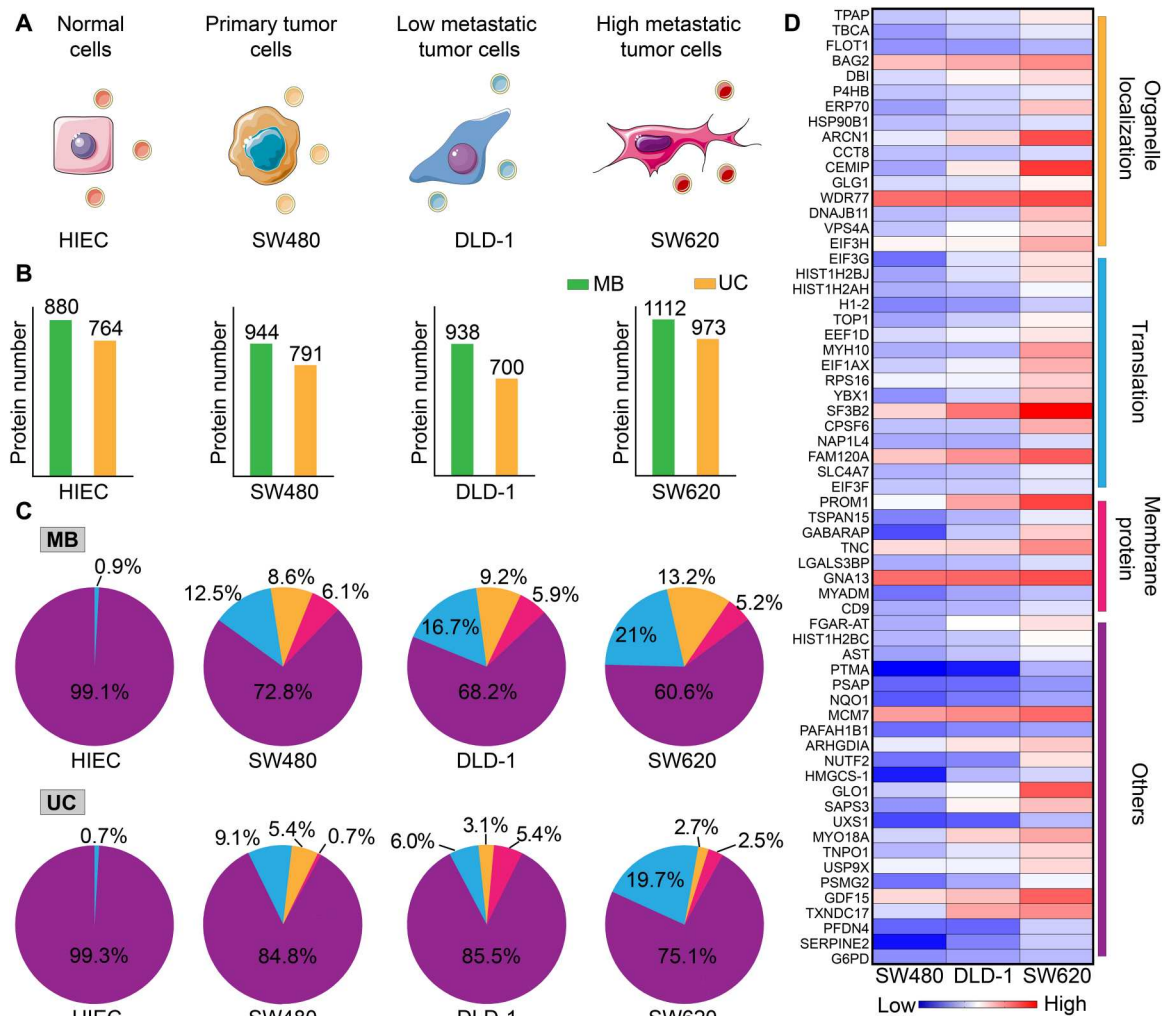 A
Normal
cells
Primary tumor
cells
Low metastatic
tumor cells
High metastatic
tumor cells
HIEC
SW480
DLD-1
SW620
B
MB
UC
Protein number
880
764
HIEC
Protein number
944
791
SW480
Protein number
938
700
DLD-1
Protein number
1112
973
SW620
C
MB
0.9%
99.1%
HIEC
12.5%
8.6%
6.1%
72.8%
SW480
16.7%
9.2%
5.9%
68.2%
DLD-1
21%
13.2%
5.2%
60.6%
SW620
UC
0.7%
99.3%
HIEC
9.1%
5.4%
0.7%
84.8%
SW480
6.0%
3.1%
5.4%
85.5%
DLD-1
19.7%
2.7%
2.5%
75.1%
SW620
D
TPAP
TBCA
FLOT1
BAG2
DBI
P4HB
ERP70
HSP90B1
ARCN1
CCT8
CEMIP
GLG1
WDR77
DNAJB11
VPS4A
EIF3H
EIF3G
HIST1H2BJ
HIST1H2AH
H1-2
TOP1
EEF1D
MYH10
EIF1AX
RPS16
YBX1
SF3B2
CPSF6
NAP1L4
FAM120A
SLC4A7
EIF3F
PROM1
TSPAN15
GABARAP
TNC
LGALS3BP
GNA13
MYADM
CD9
FGAR-AT
HIST1H2BC
AST
PTMA
PSAP
NQO1
MCM7
PAFAH1B1
ARHGDIA
NUTF2
HMGCS-1
GLO1
SAPS3
UXS1
MYO18A
TNPO1
USP9X
PSMG2
GDF15
TXNDC17
PFDN4
SERPINE2
G6PD
Organelle
localization
Translation
Membrane
protein
Others
SW480
DLD-1
SW620
Low
High